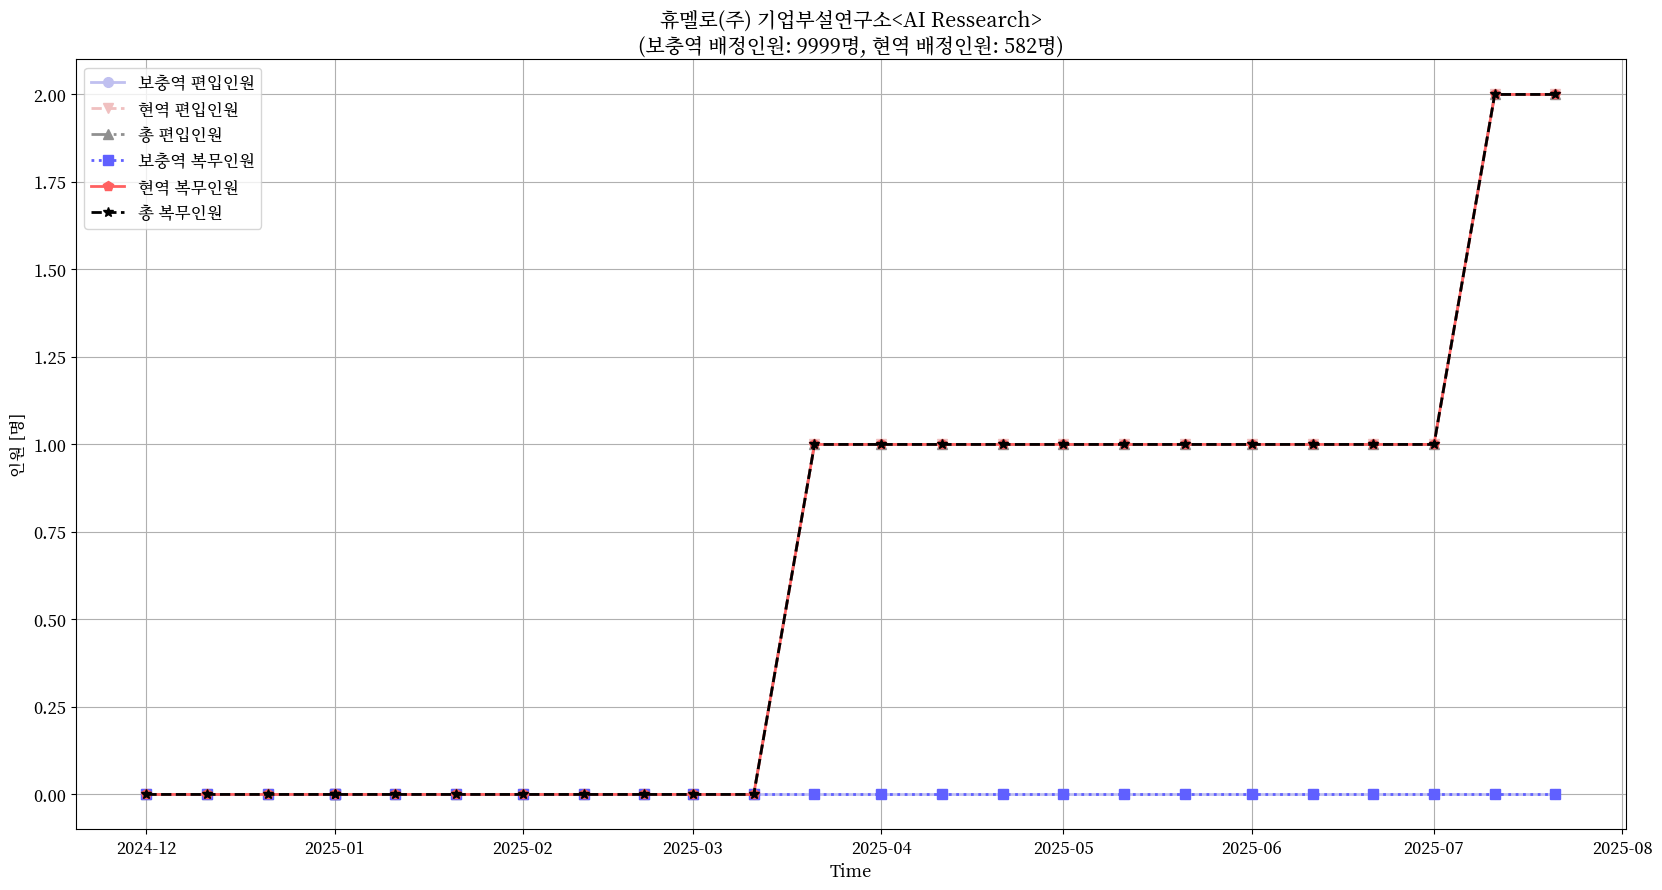 휴멜로(주) 기업부설연구소<AI Ressearch>
(보충역 배정인원: 9999명, 현역 배정인원: 582명)
보충역 편입인원
현역 편입인원
총 편입인원
보충역 복무인원
현역 복무인원
총 복무인원
인원 [명]
2.00
1.75
1.50
1.25
1.00
0.75
0.50
0.25
0.00
2024-12
2025-01
2025-02
2025-03
2025-04
2025-05
2025-06
2025-07
2025-08
Time